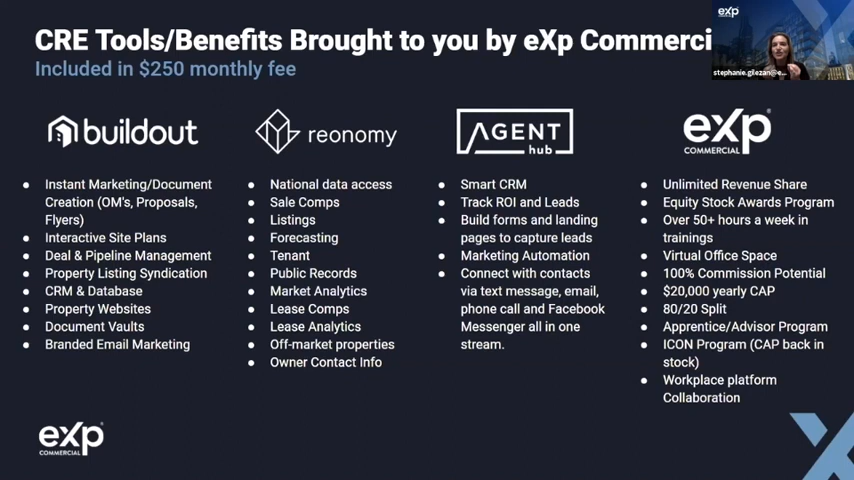 CRE Tools/Benefits Brought to you by eXp Commerci
Included in $250 monthly fee
eXp
stephanie.gilezan@e...
buildout
• Instant Marketing/Document
Creation (OM's, Proposals,
Flyers)
• Interactive Site Plans
• Deal & Pipeline Management
• Property Listing Syndication
• CRM & Database
• Property Websites
• Document Vaults
• Branded Email Marketing
reonomy
• National data access
• Sale Comps
• Listings
• Forecasting
• Tenant
• Public Records
• Market Analytics
• Lease Comps
• Lease Analytics
• Off-market properties
• Owner Contact Info
AGENT
hub
• Smart CRM
• Track ROI and Leads
• Build forms and landing
pages to capture leads
• Marketing Automation
• Connect with contacts
via text message, email,
phone call and Facebook
Messenger all in one
stream.
eXp®
COMMERCIAL
• Unlimited Revenue Share
• Equity Stock Awards Program
• Over 50+ hours a week in
trainings
• Virtual Office Space
• 100% Commission Potential
• $20,000 yearly CAP
• 80/20 Split
• Apprentice/Advisor Program
• ICON Program (CAP back in
stock)
• Workplace platform
Collaboration
eXp
COMMERCIAL